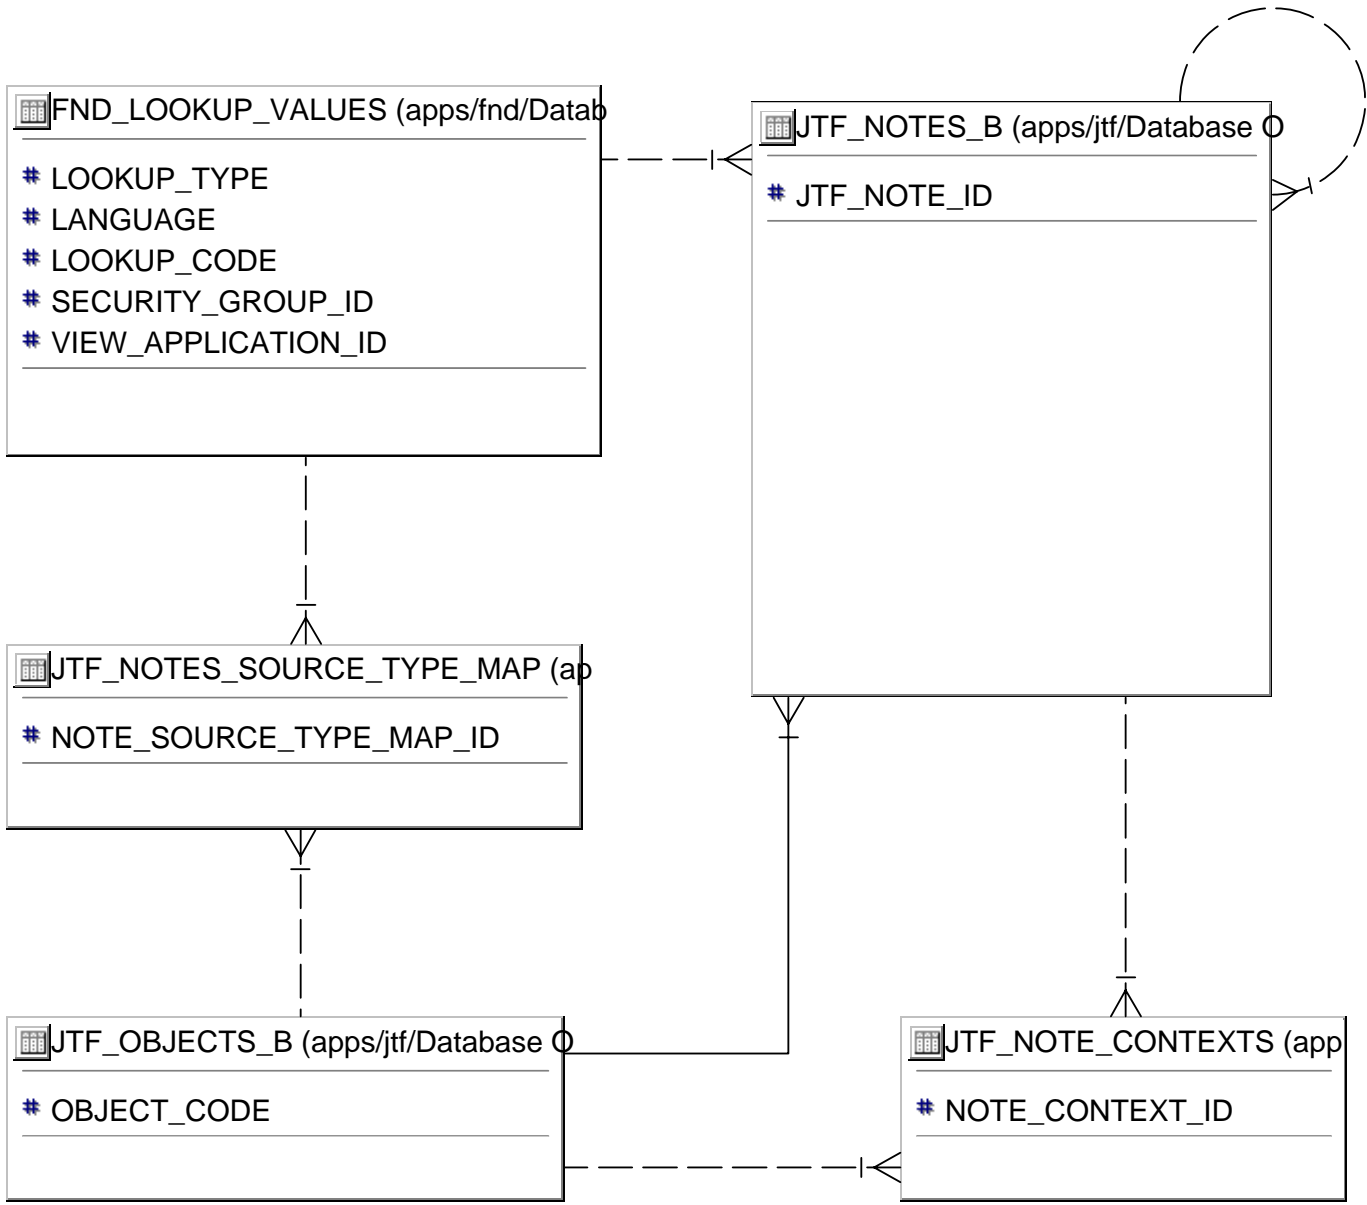 FND_LOOKUP_VALUES (apps/fnd/Datab
# LOOKUP_TYPE
# LANGUAGE
# LOOKUP_CODE
# SECURITY_GROUP_ID
# VIEW_APPLICATION_ID
JTF_NOTES_B (apps/jtf/Database O
# JTF_NOTE_ID
JTF_NOTES_SOURCE_TYPE_MAP (ap
# NOTE_SOURCE_TYPE_MAP_ID
JTF_OBJECTS_B (apps/jtf/Database O
# OBJECT_CODE
JTF_NOTE_CONTEXTS (app
# NOTE_CONTEXT_ID